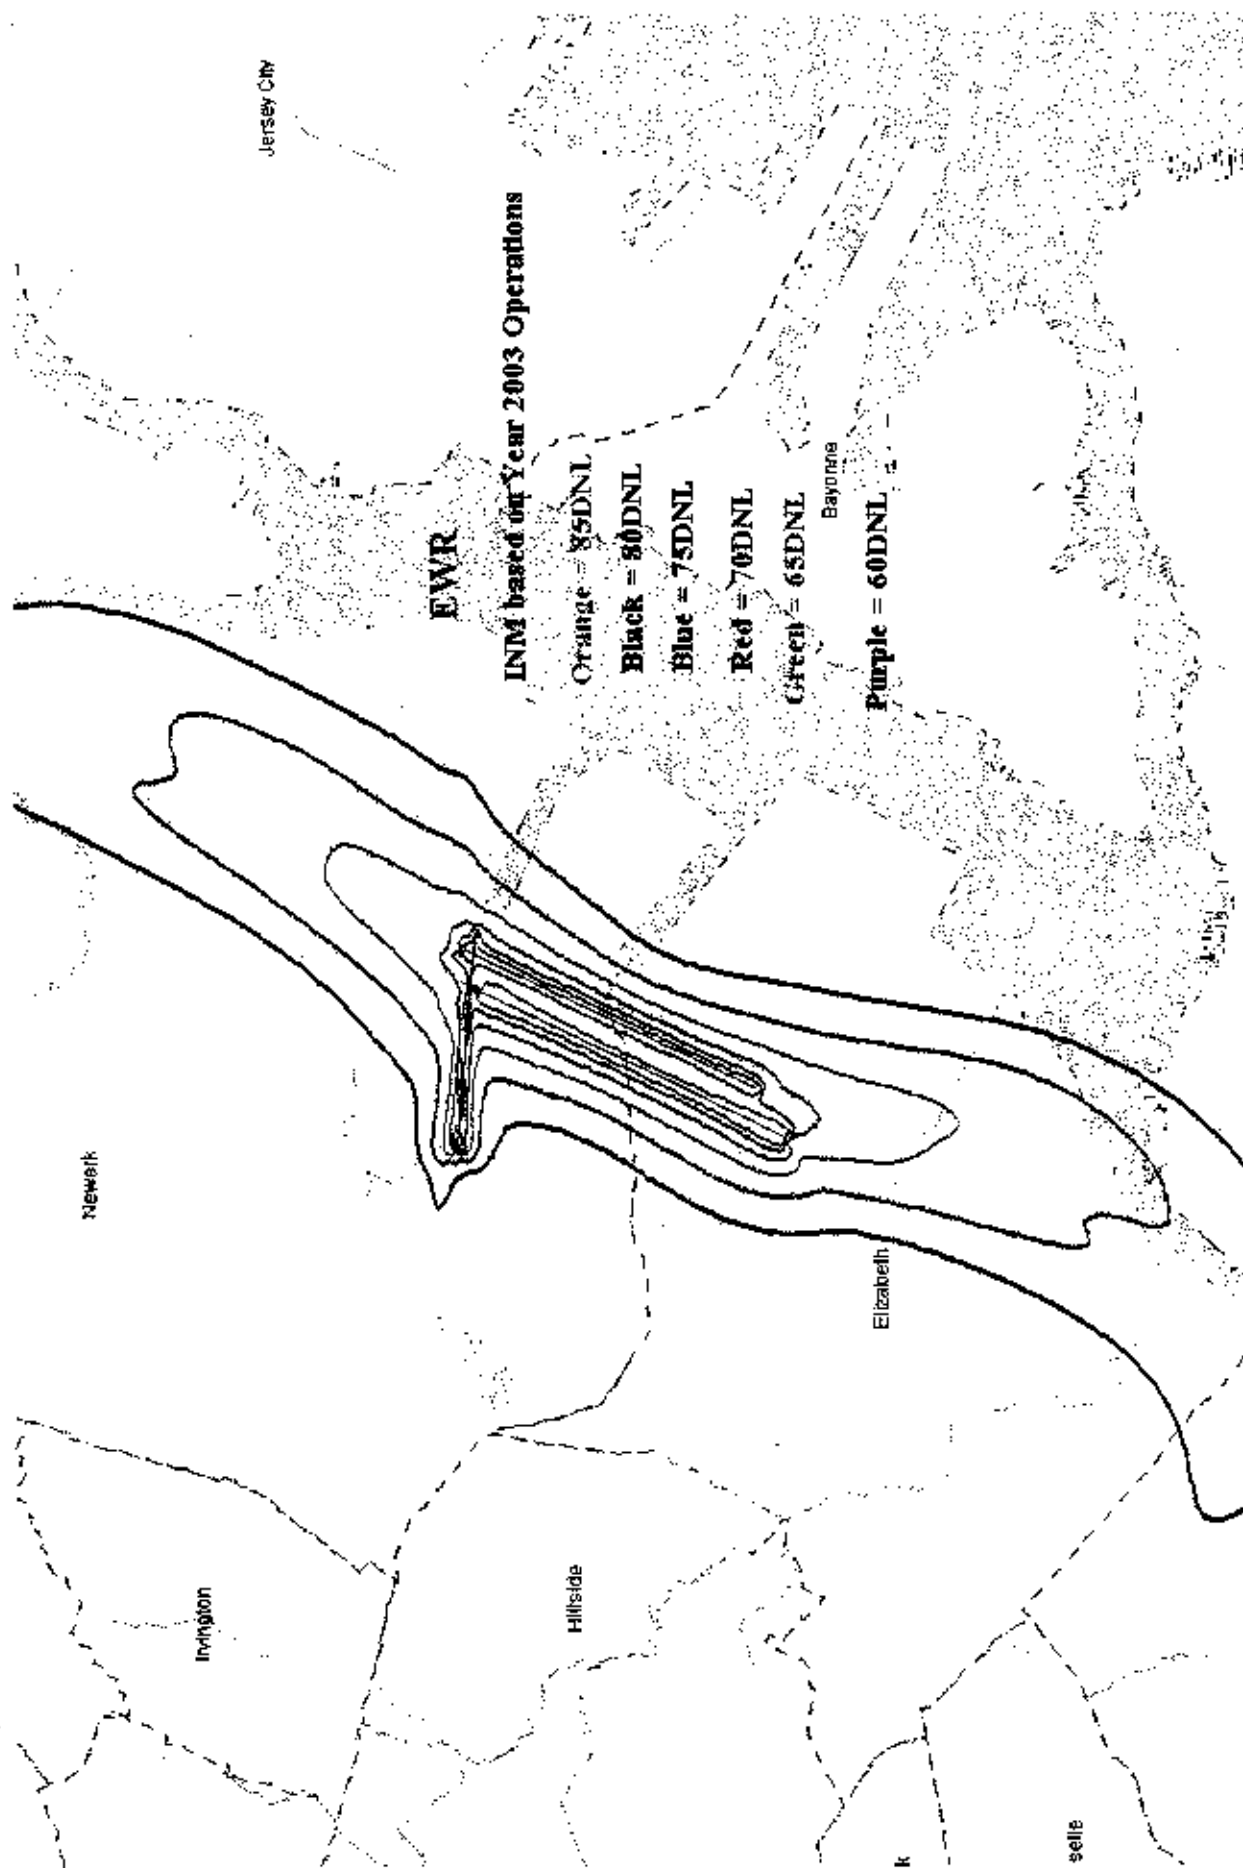 Jersey City
EWR
INM based on Year 2003 Operations
Orange = 85DNL
Black = 80DNL
Blue = 75DNL
Red = 70DNL
Green = 65DNL
Purple = 60DNL
Bayonne
Newark
Elizabeth
Irvington
Hillside
k
selle